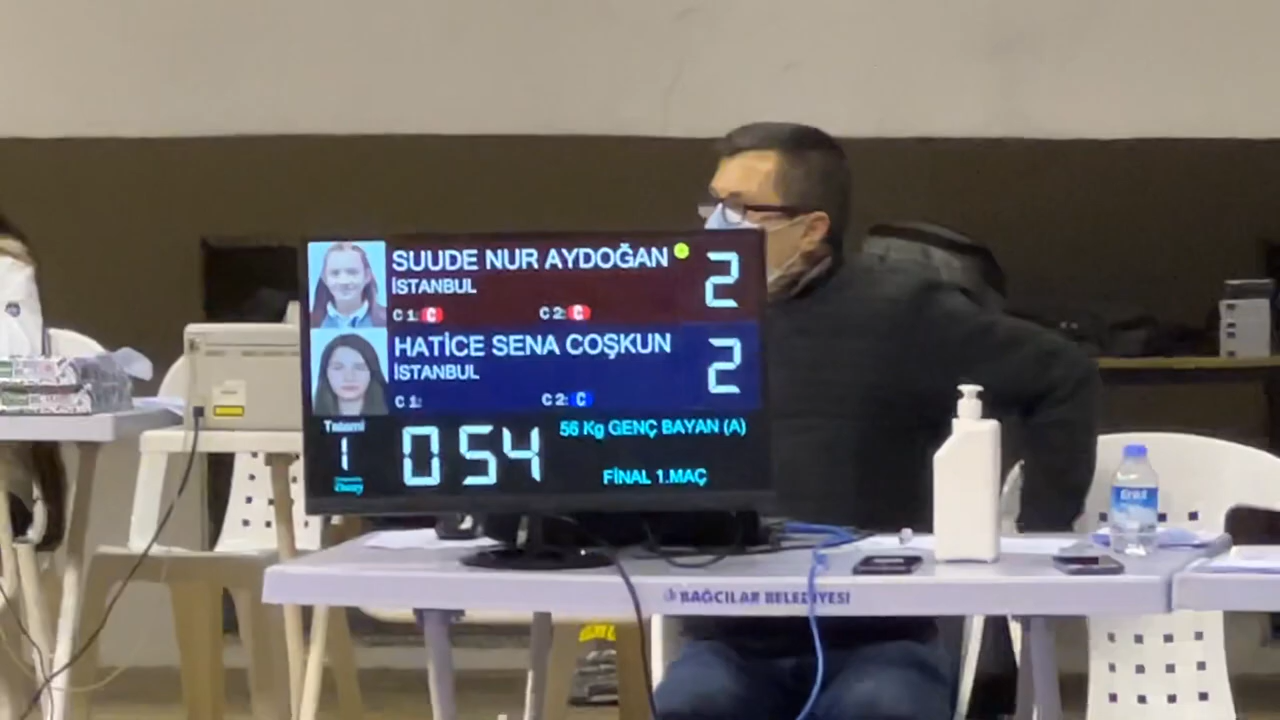 SUUDE NUR AYDOĞAN
2
İSTANBUL
C 1: C C 2: C
HATİCE SENA COŞKUN
2
İSTANBUL
C 1: C 2: C
Tatami
1
0 54
56 Kg GENÇ BAYAN (A)
FİNAL 1.MAÇ
BAĞCILAR BELEDİYESİ